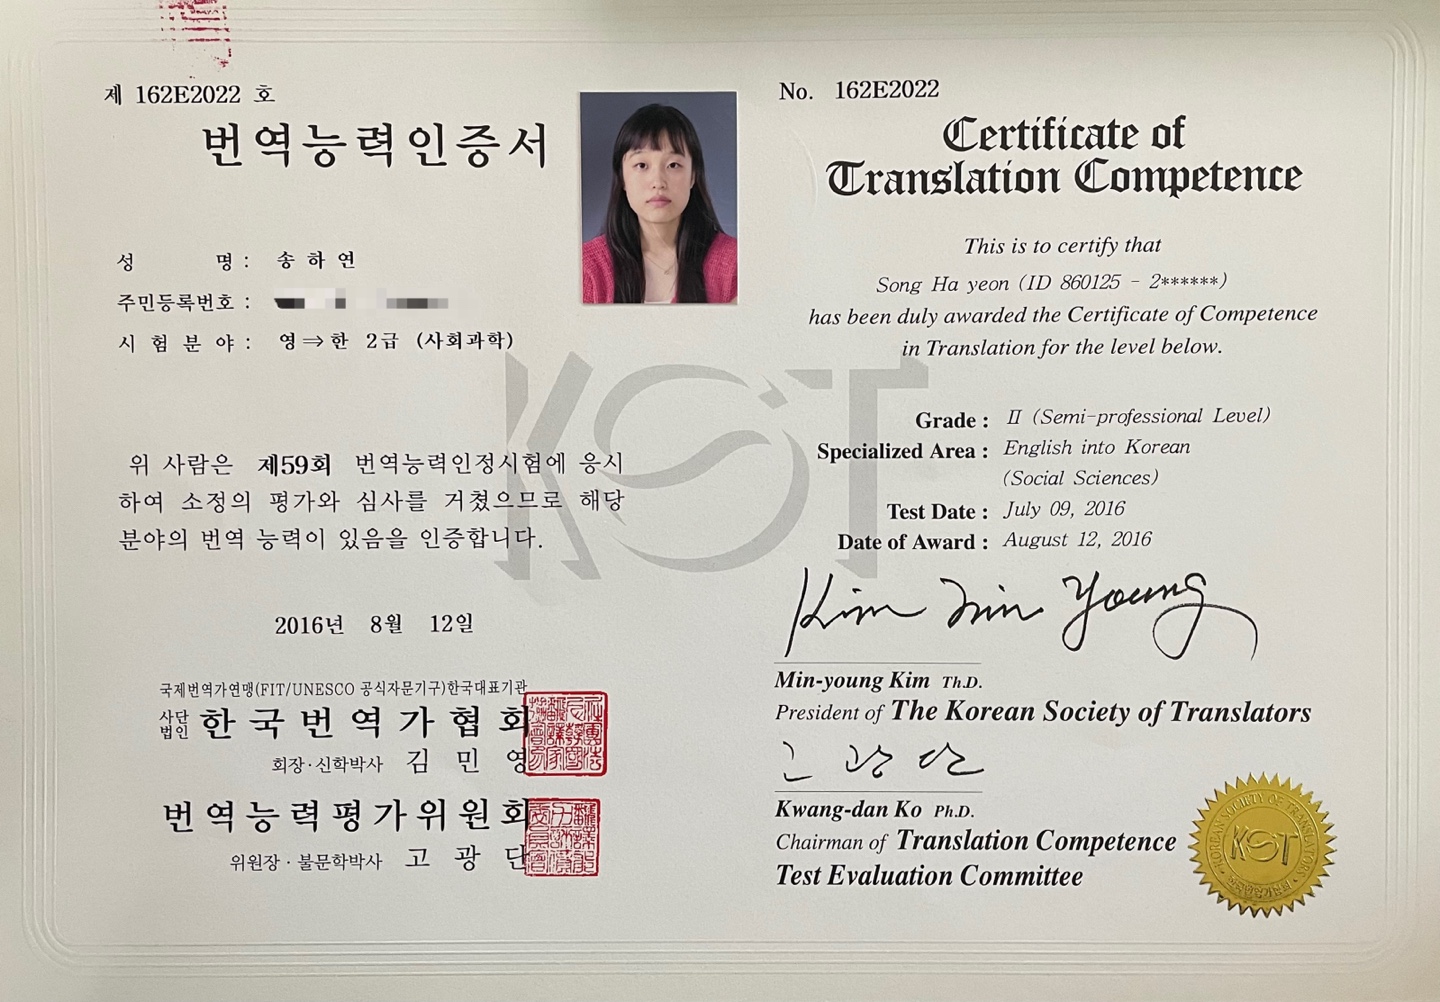 제 162E2022 호
번역능력인증서
성 명 : 송 하 연
주민등록번호 :
시 험 분 야 : 영⇒한 2급 (사회과학)
위 사람은 제59회 번역능력인정시험에 응시
하여 소정의 평가와 심사를 거쳤으므로 해당
분야의 번역 능력이 있음을 인증합니다.
2016년 8월 12일
국제번역가연맹(FIT/UNESCO 공식자문기구)한국대표기관
사단법인 한국번역가협회
회장·신학박사 김 민 영
번역능력평가위원회
위원장·불문학박사 고 광 단
No. 162E2022
Certificate of
Translation Competence
This is to certify that
Song Ha yeon (ID 860125 - 2******)
has been duly awarded the Certificate of Competence
in Translation for the level below.
Grade : II (Semi-professional Level)
Specialized Area : English into Korean
(Social Sciences)
Test Date : July 09, 2016
Date of Award : August 12, 2016
KST
Kim Min Young
Min-young Kim Th.D.
President of The Korean Society of Translators
고광단
Kwang-dan Ko Ph.D.
Chairman of Translation Competence
Test Evaluation Committee
KOREAN SOCIETY OF TRANSLATORS
KST